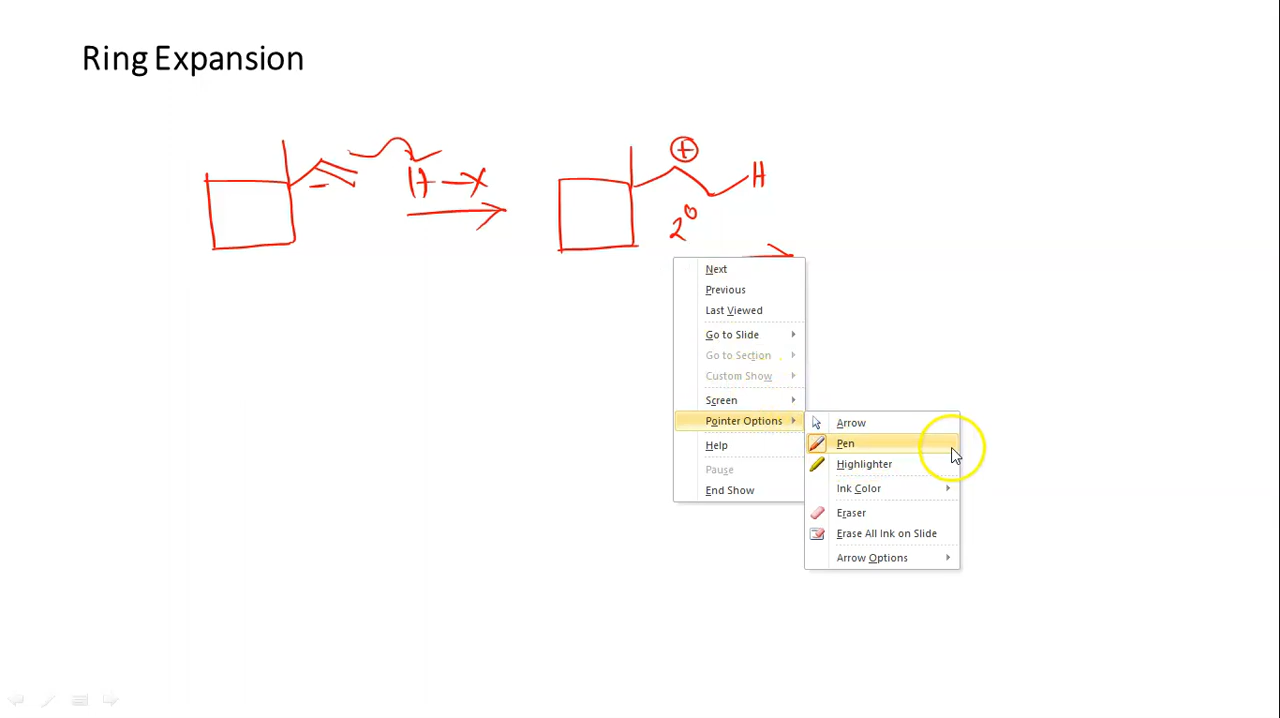 Ring Expansion
H-X
⊕
H
2°
Next
Previous
Last Viewed
Go to Slide
Go to Section
Custom Show
Screen
Pointer Options
Help
Pause
End Show
Arrow
Pen
Highlighter
Ink Color
Eraser
Erase All Ink on Slide
Arrow Options